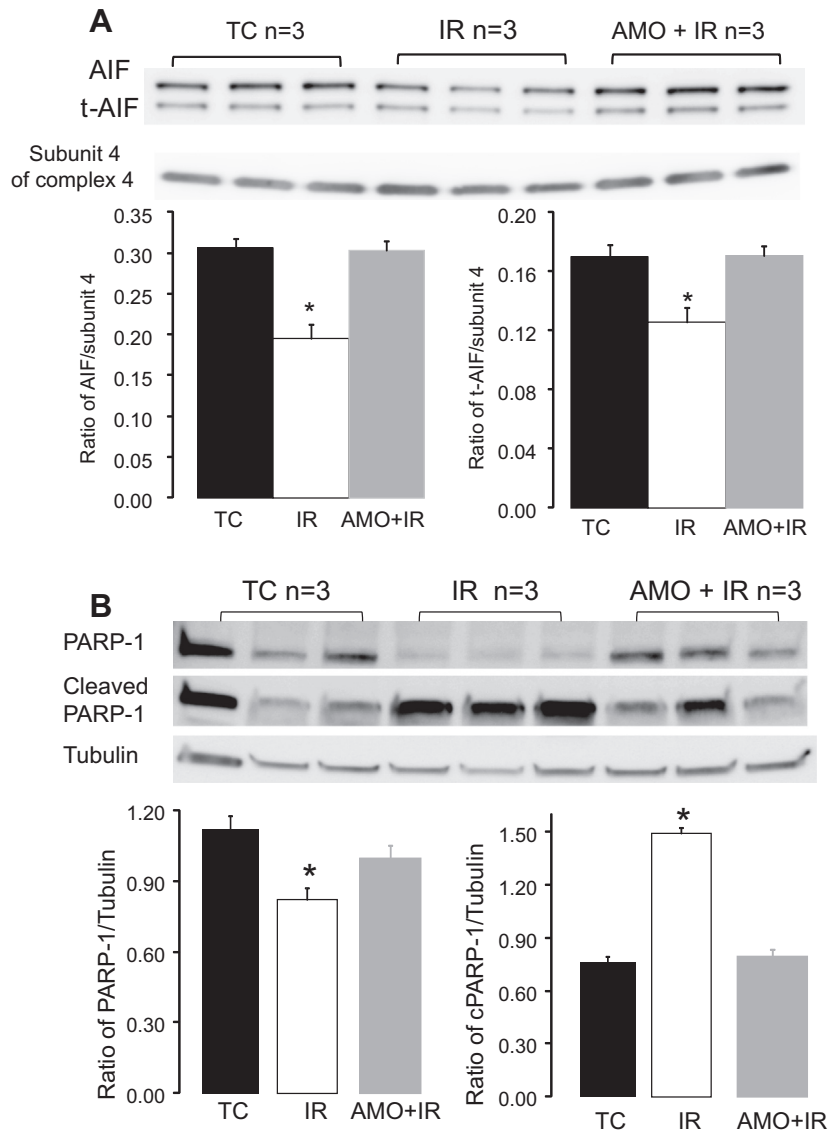 A
TC n=3 IR n=3 AMO + IR n=3
AIF
t-AIF
Subunit 4
of complex 4
Ratio of AIF/subunit 4
0.35
0.30
0.25
0.20
0.15
0.10
0.05
0.00
*
TC IR AMO+IR
Ratio of t-AIF/subunit 4
0.20
0.16
0.12
0.08
0.04
0.00
*
TC IR AMO+IR
B
TC n=3 IR n=3 AMO + IR n=3
PARP-1
Cleaved
PARP-1
Tubulin
Ratio of PARP-1/Tubulin
1.20
0.90
0.60
0.30
0.00
*
TC IR AMO+IR
Ratio of cPARP-1/Tubulin
1.50
1.20
0.90
0.60
0.30
0.00
*
TC IR AMO+IR